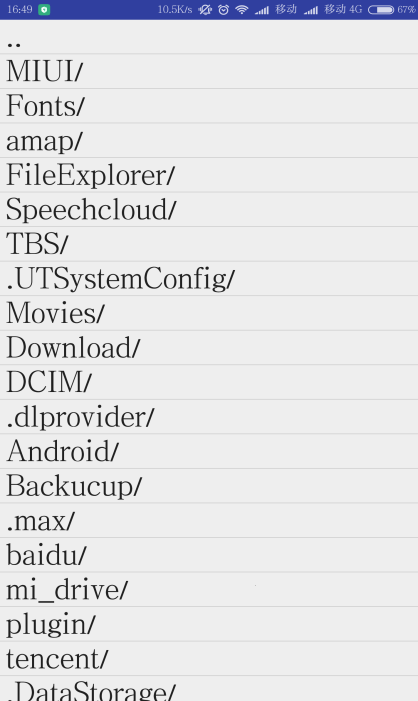 16:49 10.5K/s 移动 移动 4G 67%
..
MIUI/
Fonts/
amap/
FileExplorer/
Speechcloud/
TBS/
.UTSystemConfig/
Movies/
Download/
DCIM/
.dlprovider/
Android/
Backucup/
.max/
baidu/
mi_drive/
plugin/
tencent/
.DataStorage/